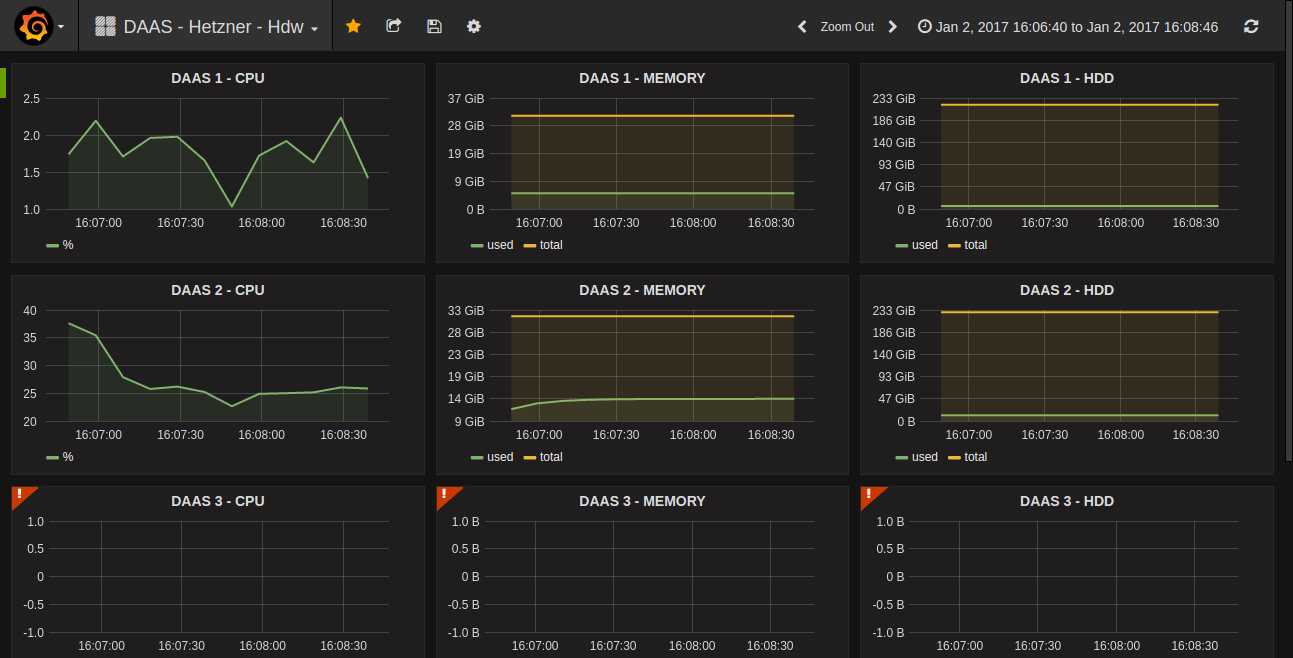 DAAS - Hetzner - Hdw
Zoom Out
Jan 2, 2017 16:06:40 to Jan 2, 2017 16:08:46
DAAS 1 - CPU
2.5
2.0
1.5
1.0
16:07:00 16:07:30 16:08:00 16:08:30
%
DAAS 1 - MEMORY
37 GiB
28 GiB
19 GiB
9 GiB
0 B
16:07:00 16:07:30 16:08:00 16:08:30
used total
DAAS 1 - HDD
233 GiB
186 GiB
140 GiB
93 GiB
47 GiB
0 B
16:07:00 16:07:30 16:08:00 16:08:30
used total
DAAS 2 - CPU
40
35
30
25
20
16:07:00 16:07:30 16:08:00 16:08:30
%
DAAS 2 - MEMORY
33 GiB
28 GiB
23 GiB
19 GiB
14 GiB
9 GiB
16:07:00 16:07:30 16:08:00 16:08:30
used total
DAAS 2 - HDD
233 GiB
186 GiB
140 GiB
93 GiB
47 GiB
0 B
16:07:00 16:07:30 16:08:00 16:08:30
used total
!
DAAS 3 - CPU
1.0
0.5
0
-0.5
-1.0
16:07:00 16:07:30 16:08:00 16:08:30
!
DAAS 3 - MEMORY
1.0 B
0.5 B
0 B
-0.5 B
-1.0 B
16:07:00 16:07:30 16:08:00 16:08:30
!
DAAS 3 - HDD
1.0 B
0.5 B
0 B
-0.5 B
-1.0 B
16:07:00 16:07:30 16:08:00 16:08:30